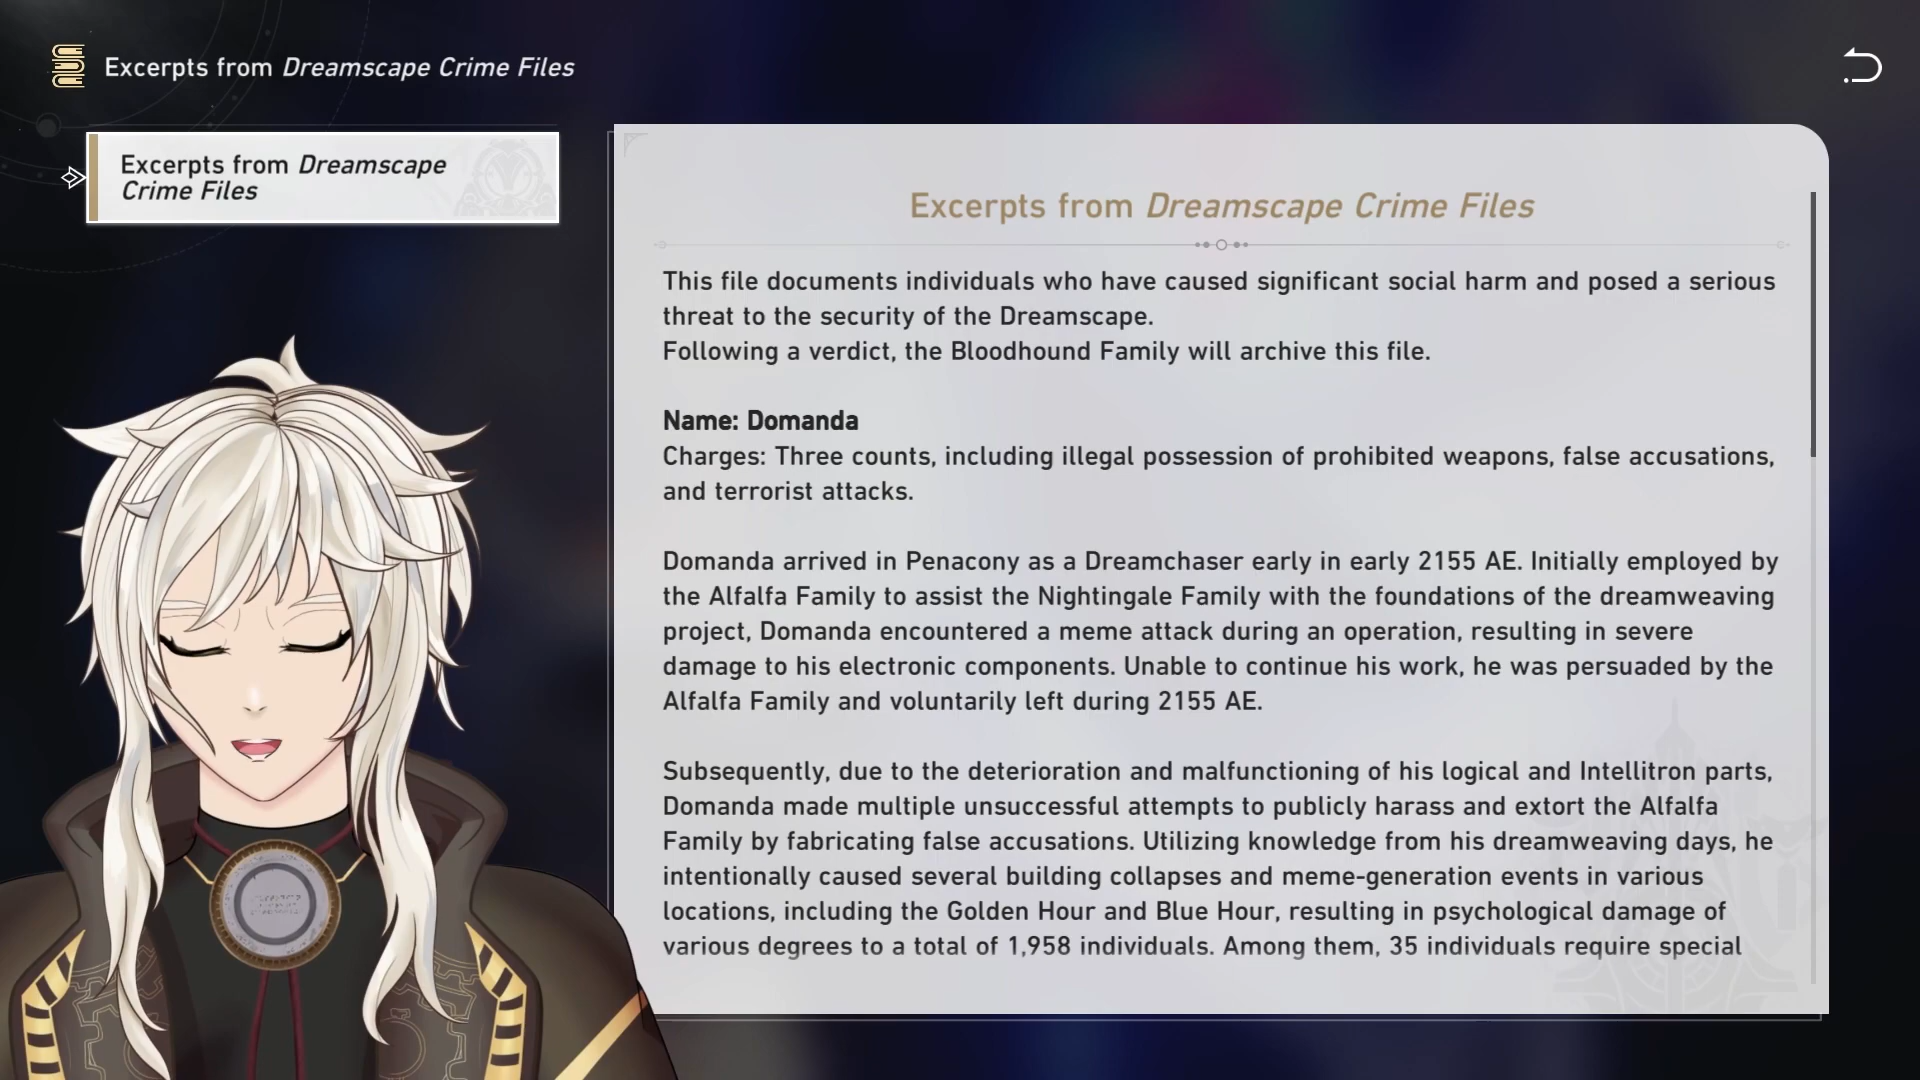 Excerpts from Dreamscape Crime Files
Excerpts from Dreamscape
Crime Files
Excerpts from Dreamscape Crime Files
This file documents individuals who have caused significant social harm and posed a serious
threat to the security of the Dreamscape.
Following a verdict, the Bloodhound Family will archive this file.
Name: Domanda
Charges: Three counts, including illegal possession of prohibited weapons, false accusations,
and terrorist attacks.
Domanda arrived in Penacony as a Dreamchaser early in early 2155 AE. Initially employed by
the Alfalfa Family to assist the Nightingale Family with the foundations of the dreamweaving
project, Domanda encountered a meme attack during an operation, resulting in severe
damage to his electronic components. Unable to continue his work, he was persuaded by the
Alfalfa Family and voluntarily left during 2155 AE.
Subsequently, due to the deterioration and malfunctioning of his logical and Intellitron parts,
Domanda made multiple unsuccessful attempts to publicly harass and extort the Alfalfa
Family by fabricating false accusations. Utilizing knowledge from his dreamweaving days, he
intentionally caused several building collapses and meme-generation events in various
locations, including the Golden Hour and Blue Hour, resulting in psychological damage of
various degrees to a total of 1,958 individuals. Among them, 35 individuals require special